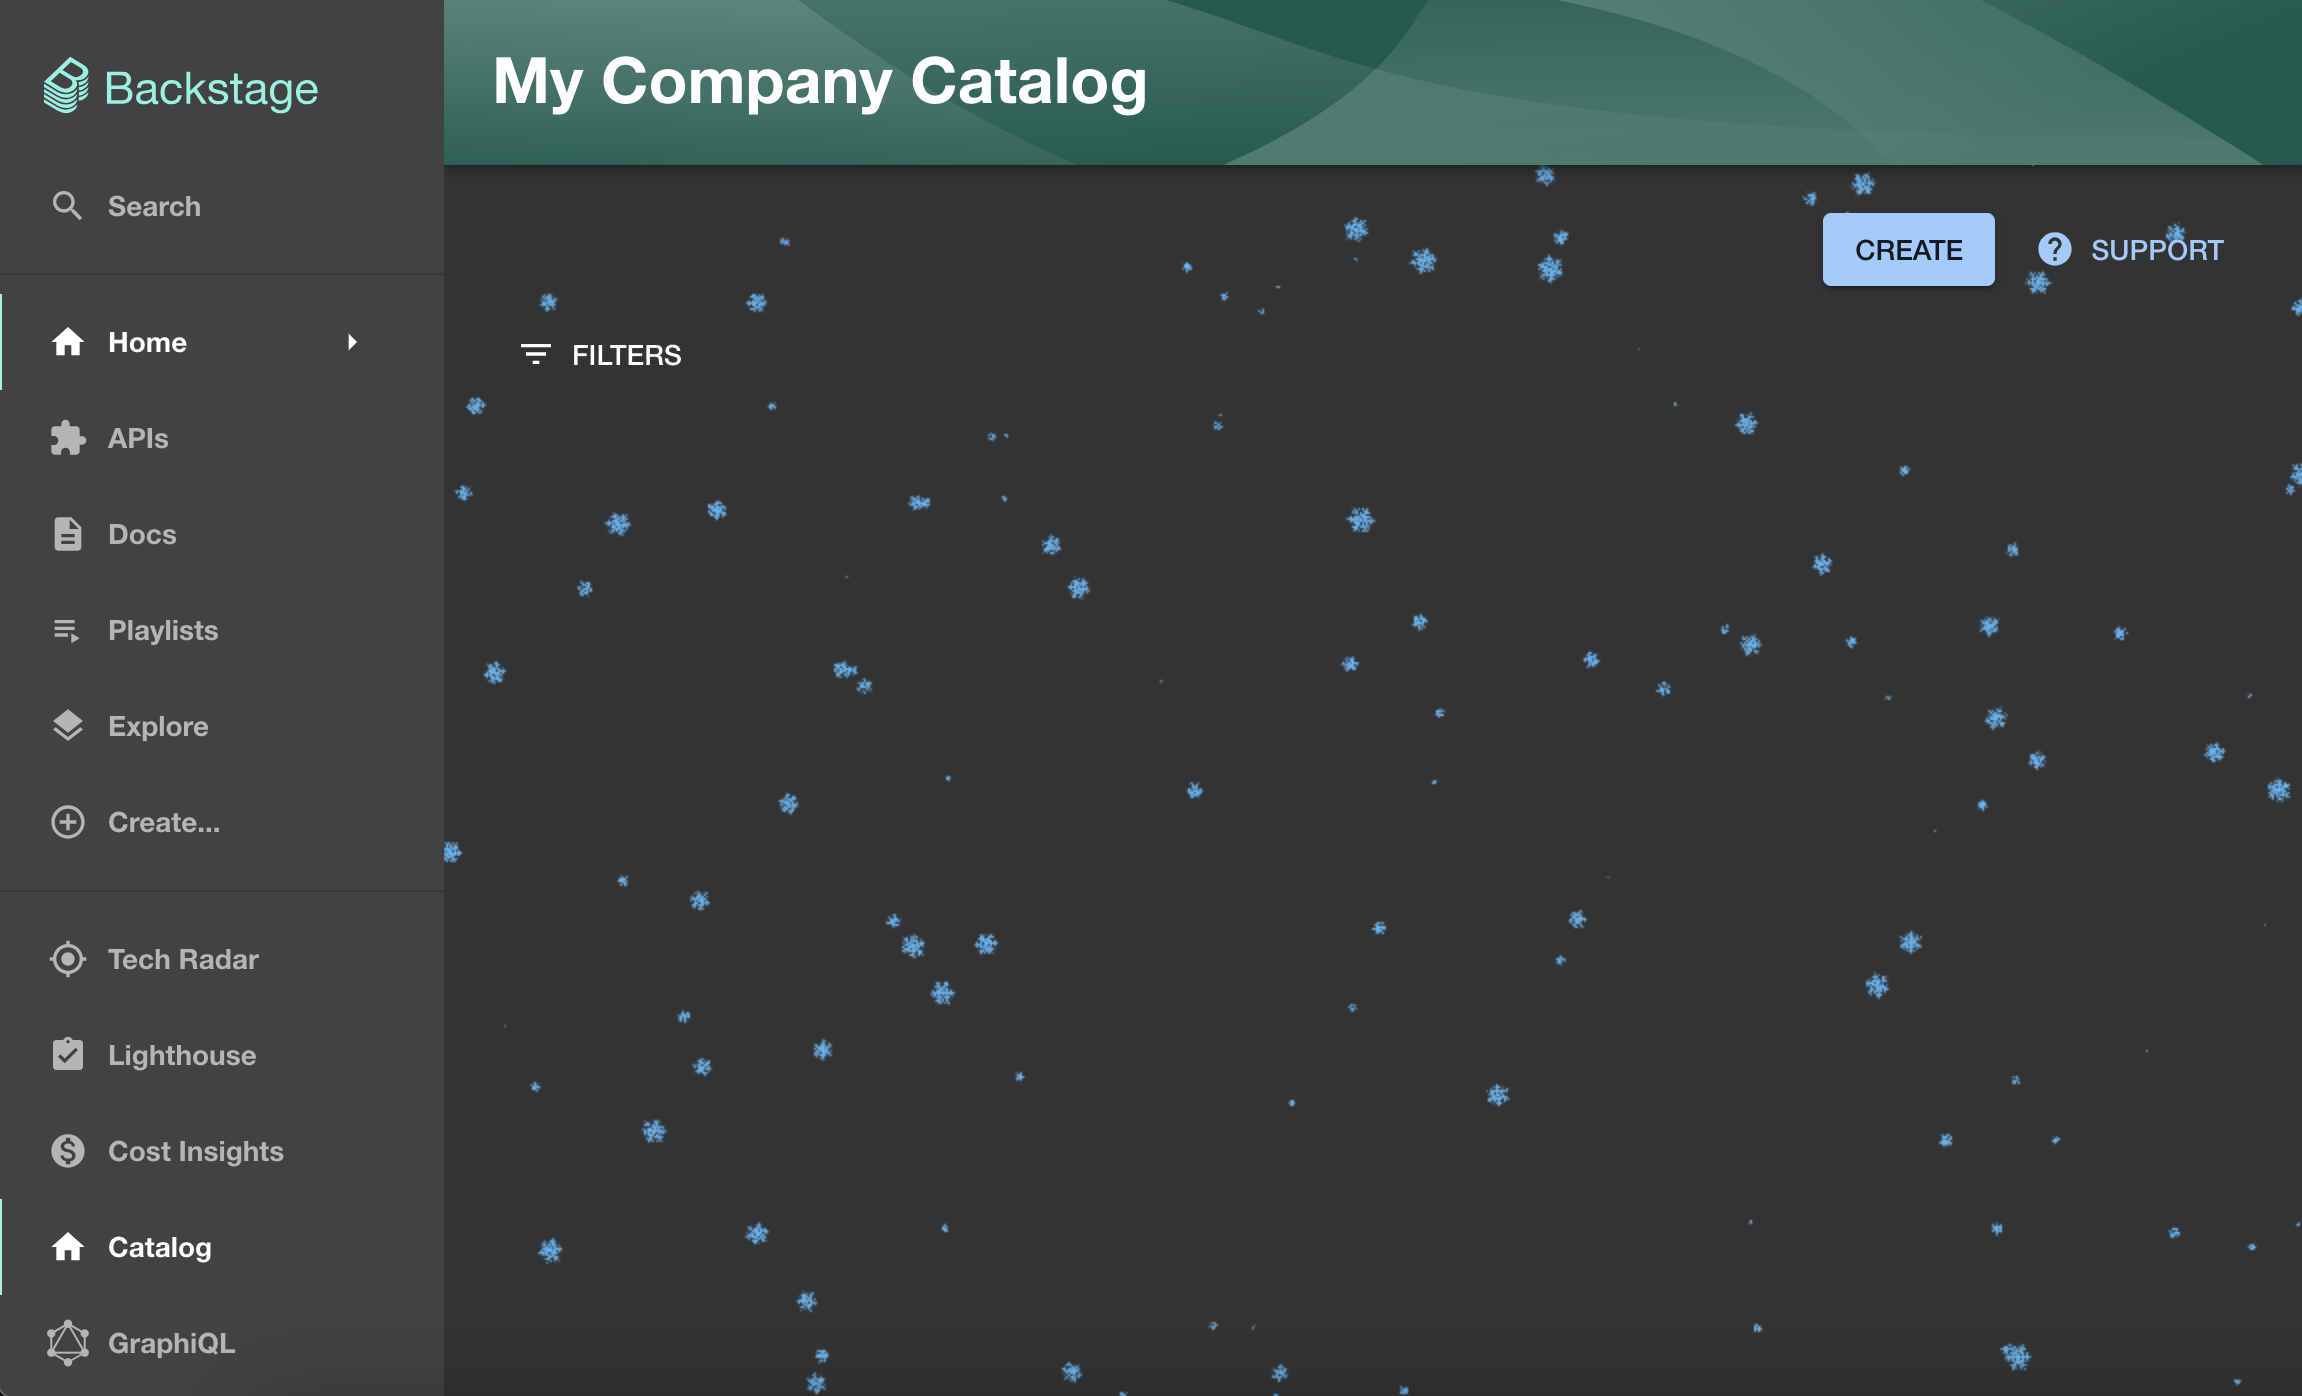 Backstage
Search
Home
APIs
Docs
Playlists
Explore
Create...
Tech Radar
Lighthouse
Cost Insights
Catalog
GraphiQL
My Company Catalog
CREATE
SUPPORT
FILTERS